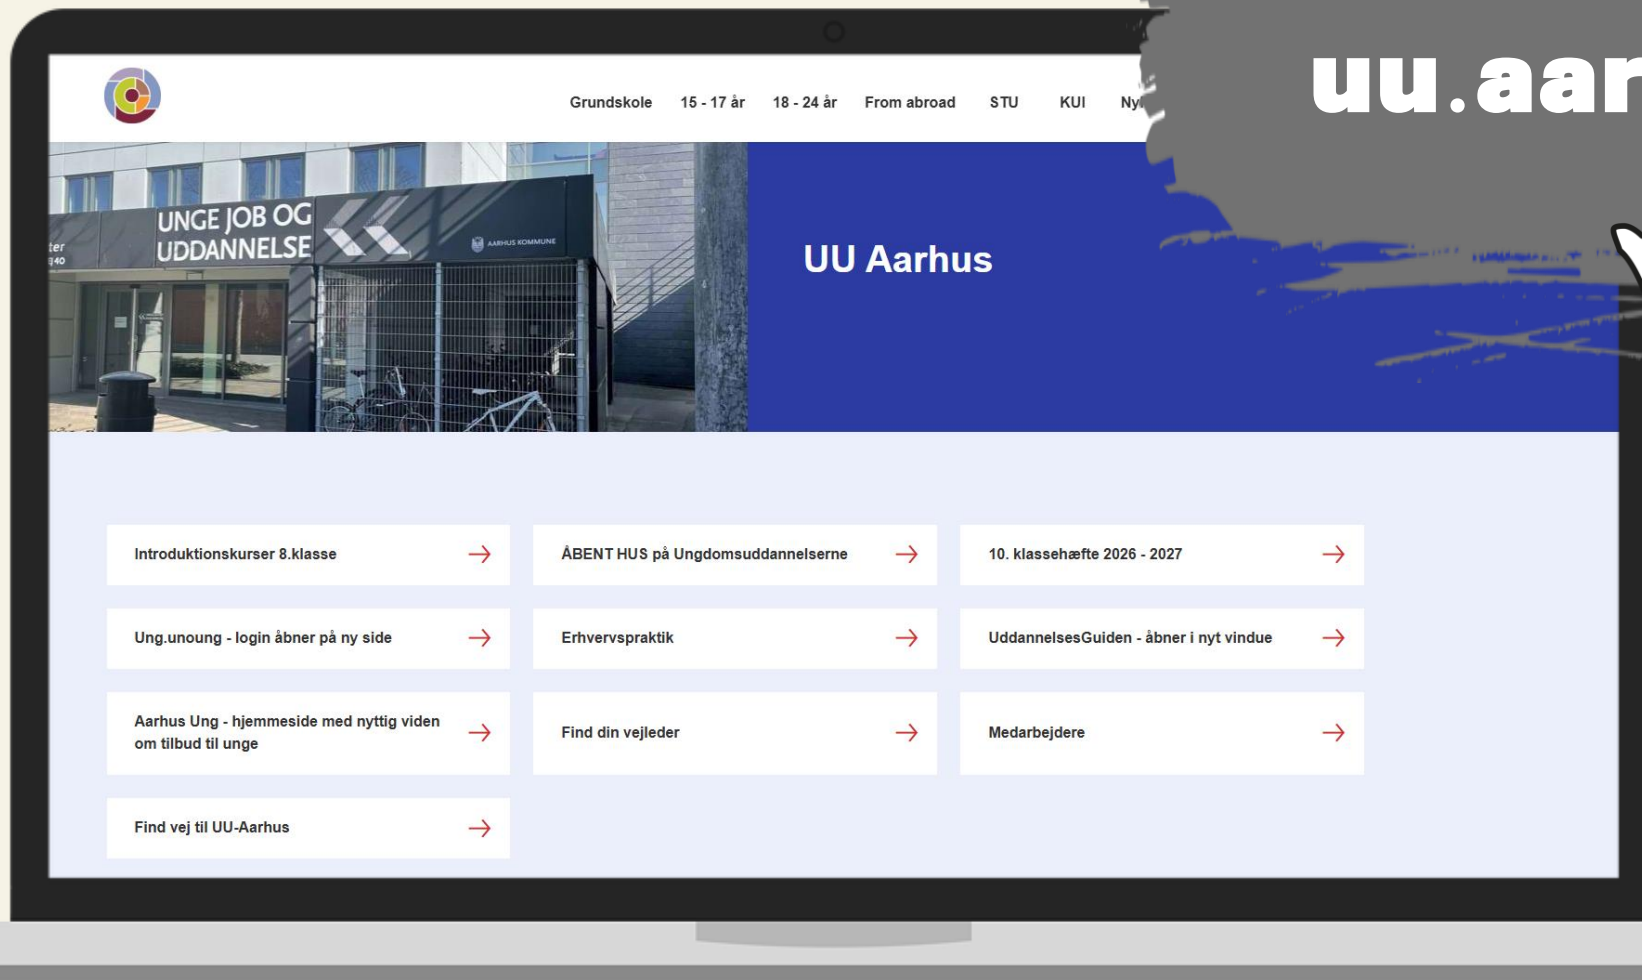 uu.aar
Grundskole 15 - 17 år 18 - 24 år From abroad STU KUI Ny
UNGE JOB OG
UDDANNELSE
AARHUS KOMMUNE
ter
40
UU Aarhus
Introduktionskurser 8.klasse
ÅBENT HUS på Ungdomsuddannelserne
10. klassehæfte 2026 - 2027
Ung.unoung - login åbner på ny side
Erhvervspraktik
UddannelsesGuiden - åbner i nyt vindue
Aarhus Ung - hjemmeside med nyttig viden
om tilbud til unge
Find din vejleder
Medarbejdere
Find vej til UU-Aarhus